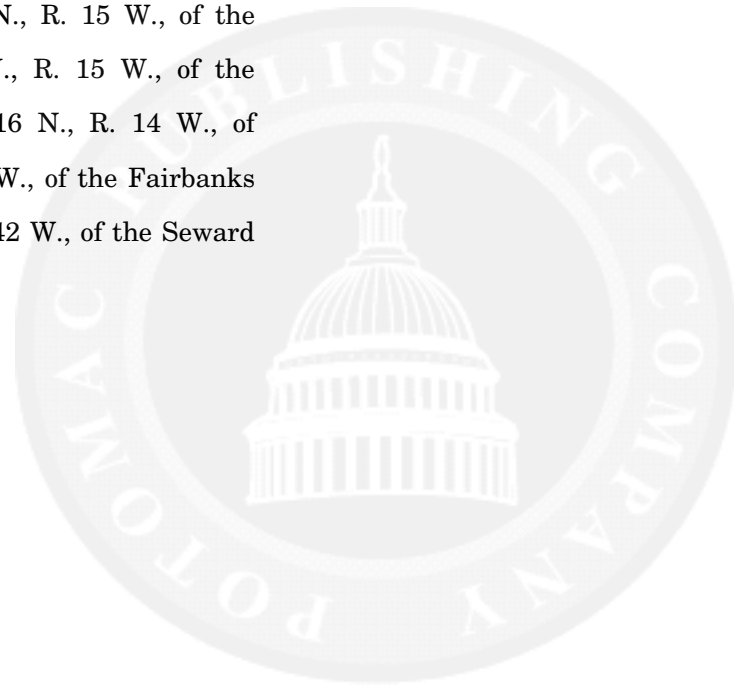 N., R. 15 W., of the
., R. 15 W., of the
16 N., R. 14 W., of
W., of the Fairbanks
42 W., of the Seward
POTOMAC PUBLISHING COMPANY